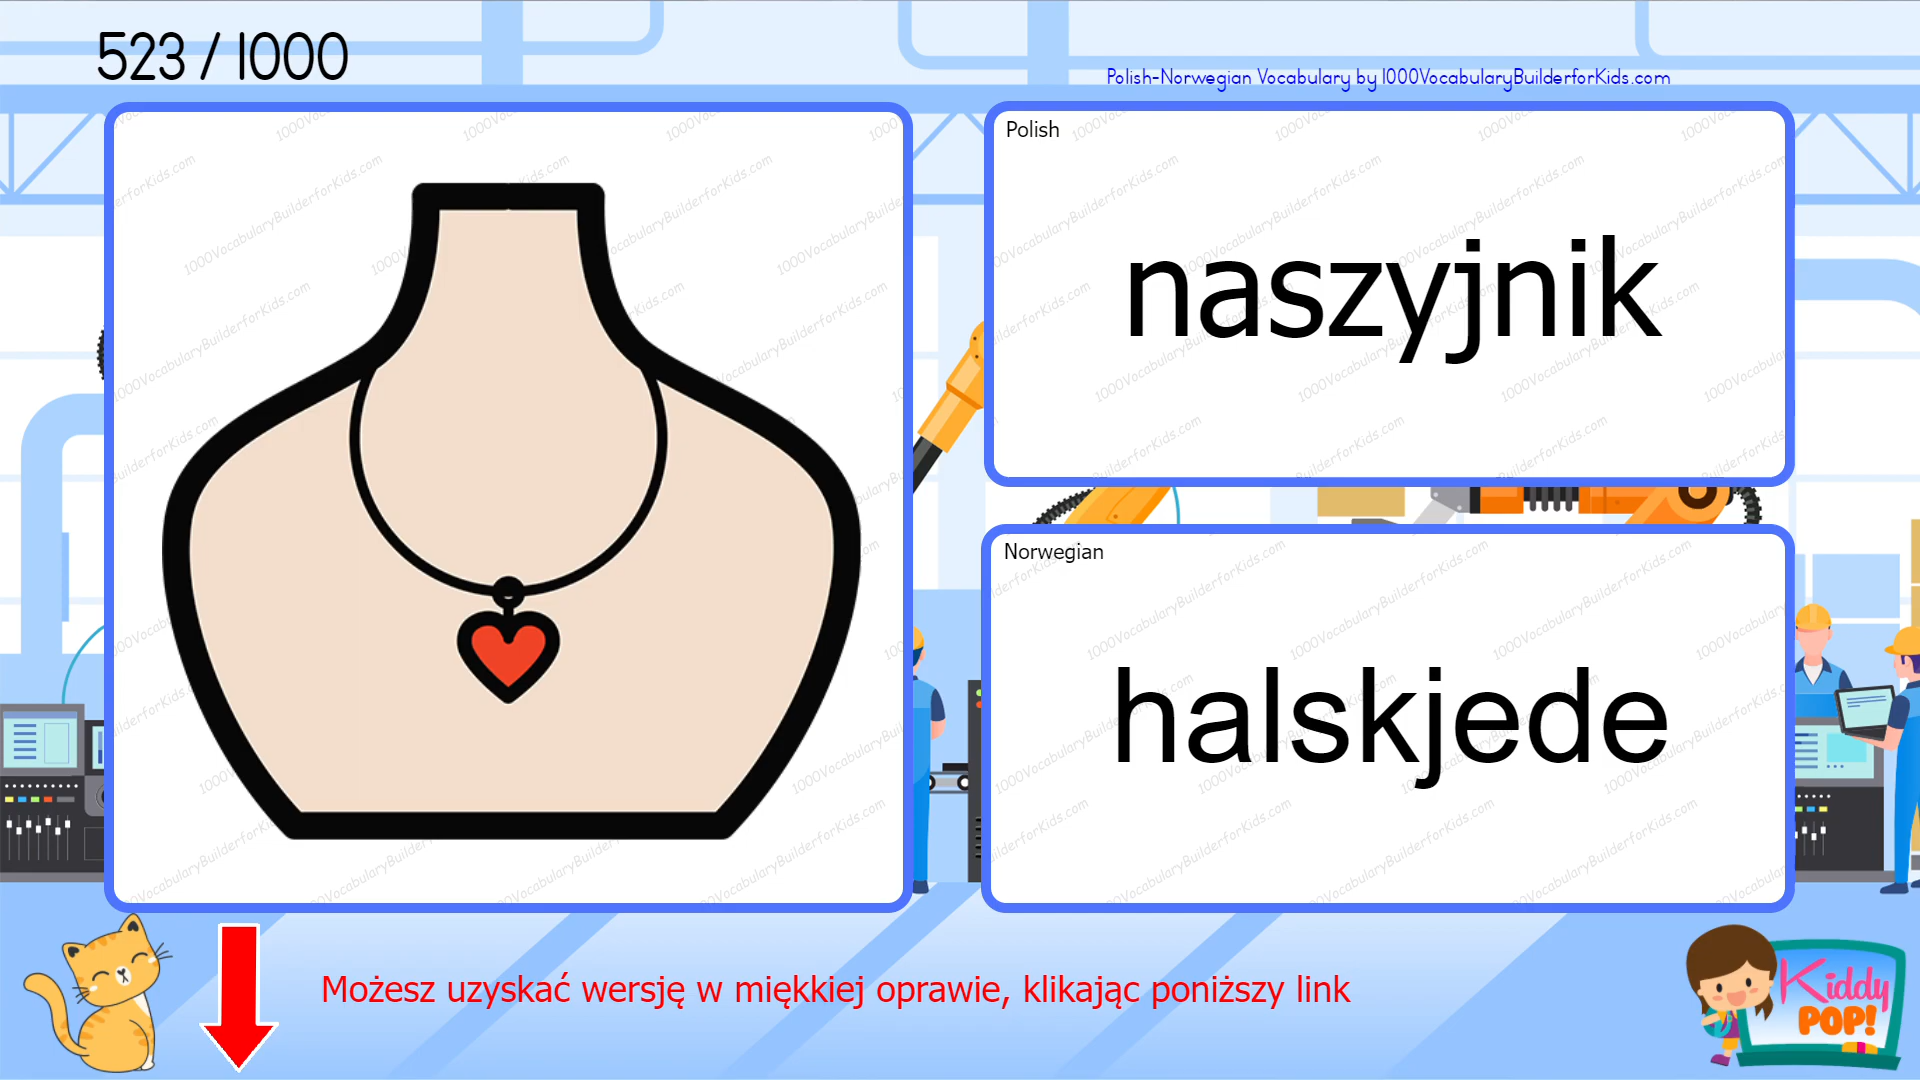 523 / 1000
Polish-Norwegian Vocabulary by 1000VocabularyBuilderforKids.com
Polish
naszyjnik
Norwegian
halskjede
Możesz uzyskać wersję w miękkiej oprawie, klikając poniższy link
Kiddy
POP!